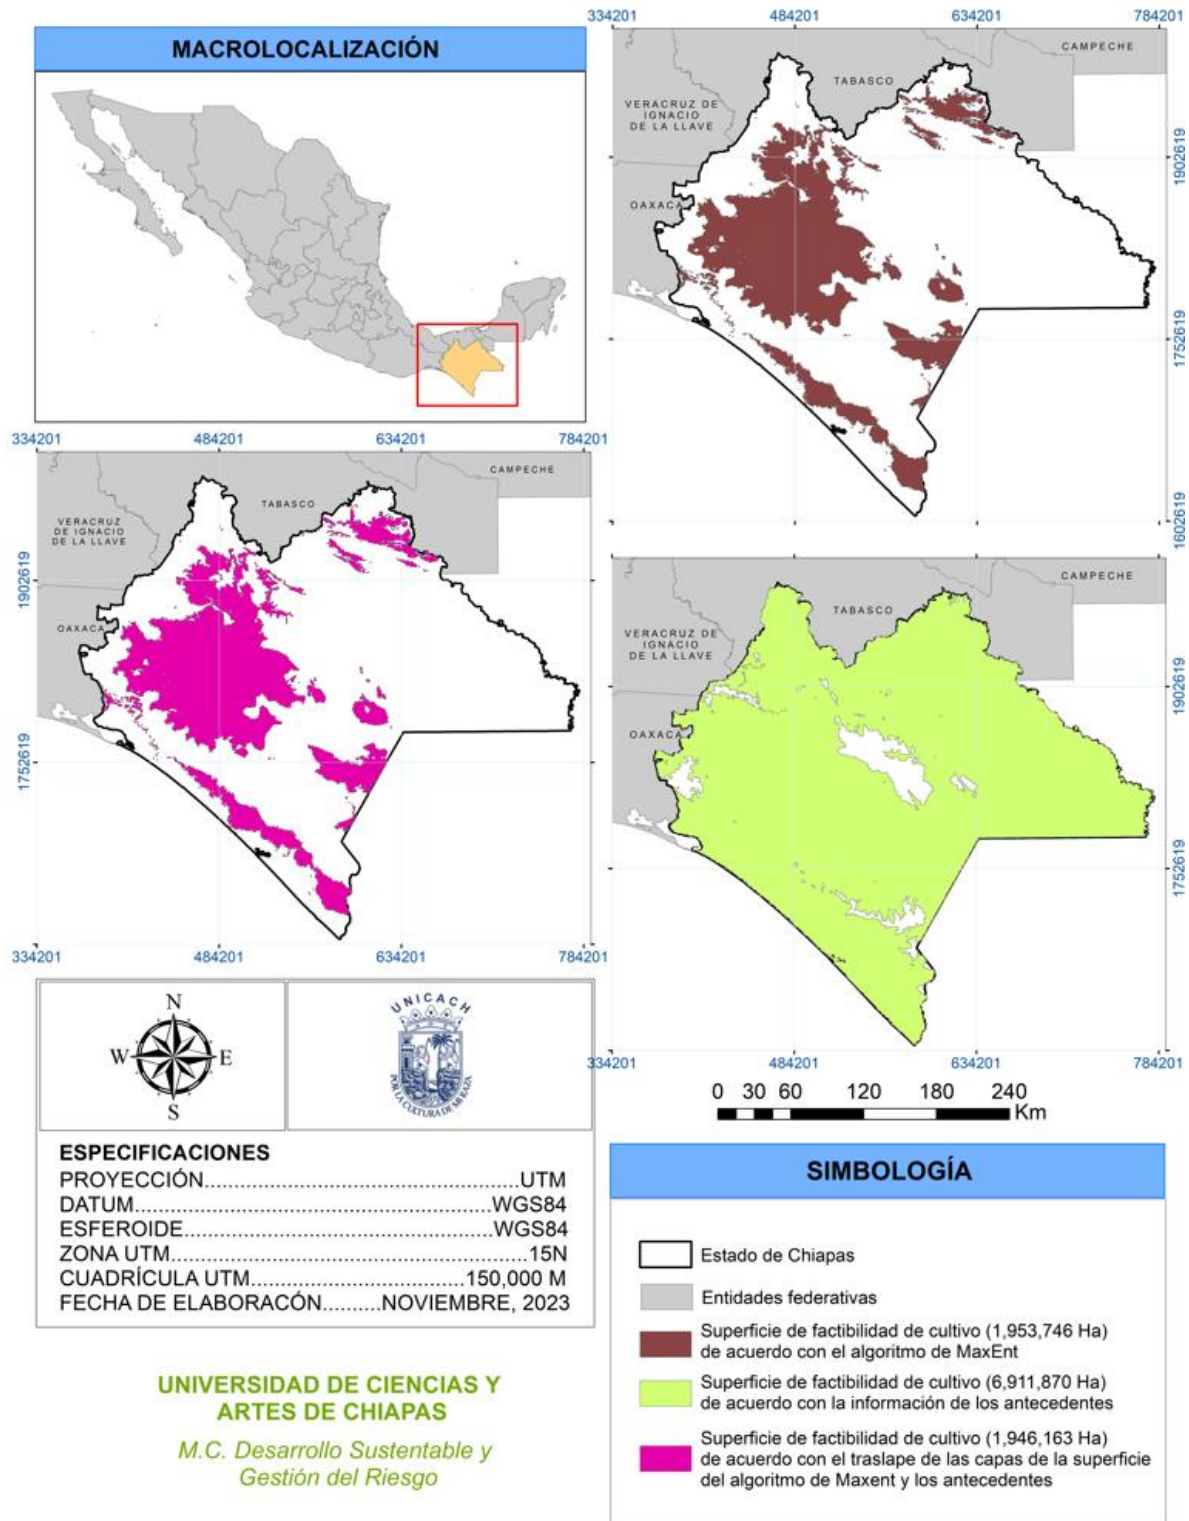 MACROLOCALIZACIÓN
334201
484201
634201
784201
CAMPECHE
TABASCO
VERACRUZ DE
IGNACIO
DE LA LLAVE
OAXACA
1902619
1752619
1602619
334201
484201
634201
784201
CAMPECHE
TABASCO
VERACRUZ
DE IGNACIO
DE LA LLAVE
OAXACA
1902619
1752619
334201
484201
634201
784201
CAMPECHE
TABASCO
VERACRUZ DE
IGNACIO
DE LA LLAVE
OAXACA
1902619
1752619
334201
484201
634201
784201
0 30 60 120 180 240
Km
N
W
E
S
UNICACH
POR LA CULTURA DE MI RAZA
ESPECIFICACIONES
PROYECCIÓN..................................................UTM
DATUM.........................................................WGS84
ESFEROIDE.................................................WGS84
ZONA UTM.........................................................15N
CUADRÍCULA UTM..................................150,000 M
FECHA DE ELABORACÓN..........NOVIEMBRE, 2023
UNIVERSIDAD DE CIENCIAS Y
ARTES DE CHIAPAS
M.C. Desarrollo Sustentable y
Gestión del Riesgo
SIMBOLOGÍA
Estado de Chiapas
Entidades federativas
Superficie de factibilidad de cultivo (1,953,746 Ha)
de acuerdo con el algoritmo de MaxEnt
Superficie de factibilidad de cultivo (6,911,870 Ha)
de acuerdo con la información de los antecedentes
Superficie de factibilidad de cultivo (1,946,163 Ha)
de acuerdo con el traslape de las capas de la superficie
del algoritmo de Maxent y los antecedentes